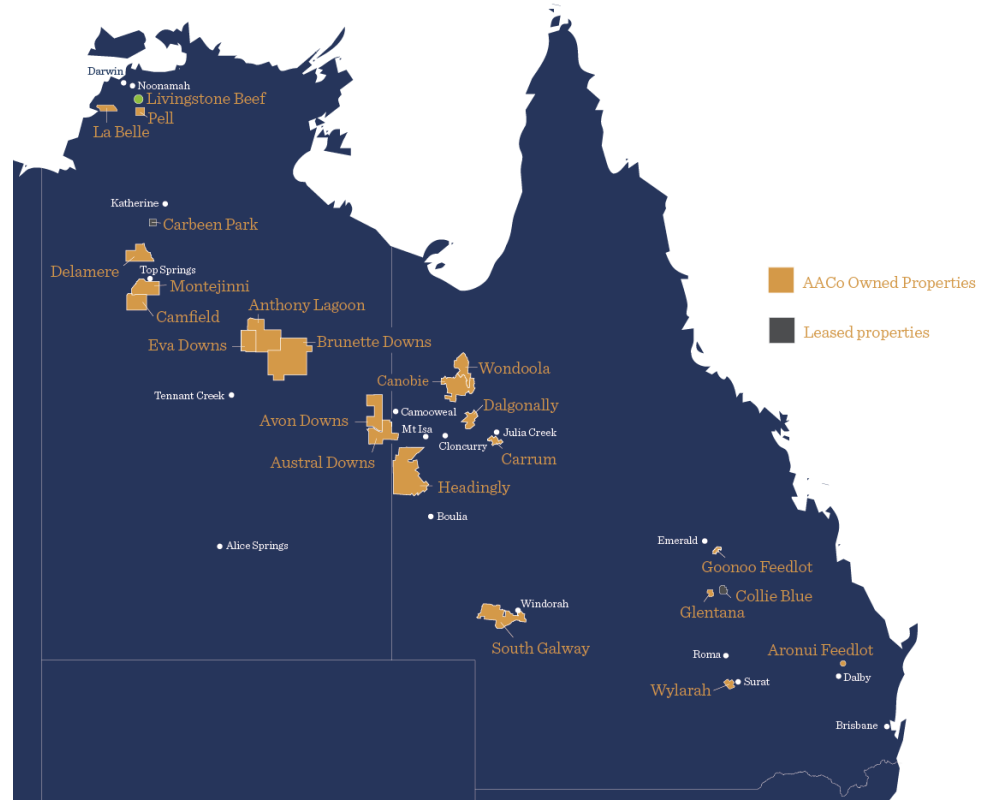 Darwin
Noonamah
Livingstone Beef
Pell
La Belle
Katherine
Carbeen Park
Delamere
Top Springs
Montejinni
Camfield
AACo Owned Properties
Leased properties
Anthony Lagoon
Eva Downs
Brunette Downs
Wondoola
Canobie
Tennant Creek
Dalgonally
Camooweal
Avon Downs
Mt Isa
Julia Creek
Cloncurry
Carrum
Austral Downs
Headingly
Boulia
Alice Springs
Emerald
Goonoo Feedlot
Collie Blue
Glentana
Windorah
South Galway
Roma
Aronui Feedlot
Dalby
Surat
Wylarah
Brisbane